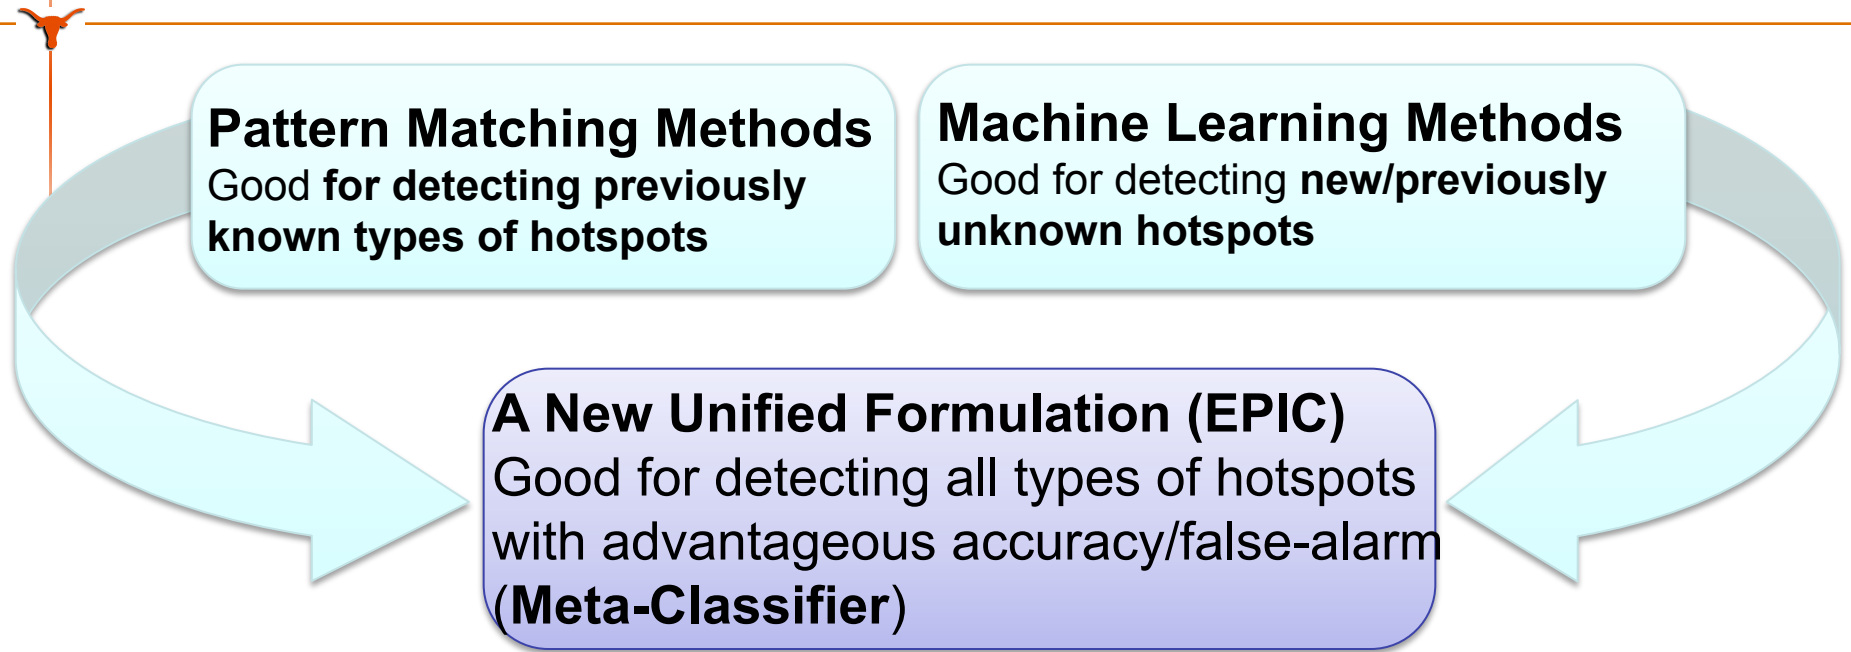 Pattern Matching Methods
Good for detecting previously
known types of hotspots
Machine Learning Methods
Good for detecting new/previously
unknown hotspots
A New Unified Formulation (EPIC)
Good for detecting all types of hotspots
with advantageous accuracy/false-alarm
(Meta-Classifier)